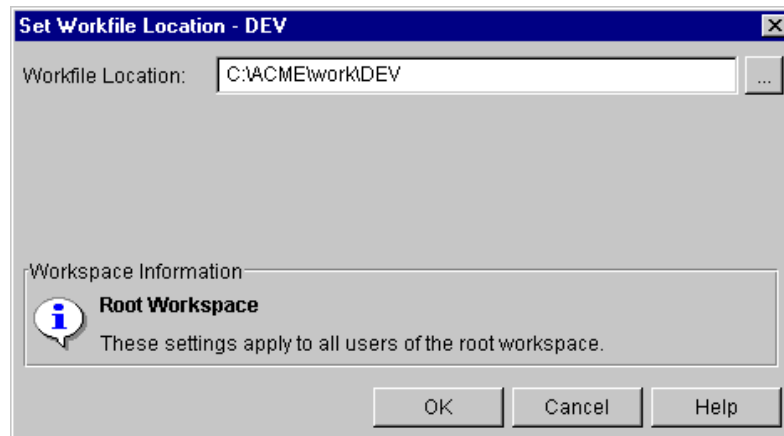 Set Workfile Location - DEV
Workfile Location: C:\ACME\work\DEV ...
Workspace Information
Root Workspace
These settings apply to all users of the root workspace.
OK Cancel Help